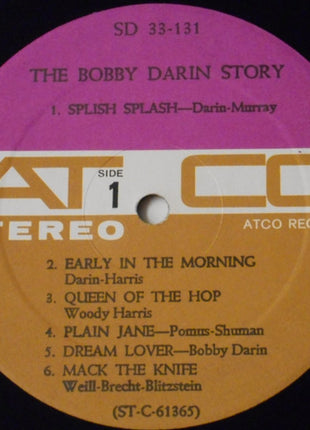 SD 33-131
THE BOBBY DARIN STORY
1. SPLISH SPLASH—Darin-Murray
AT CO
SIDE
1
STEREO
ATCO REC
2. EARLY IN THE MORNING
Darin-Harris
3. QUEEN OF THE HOP
Woody Harris
4. PLAIN JANE—Pomus-Shuman
5. DREAM LOVER—Bobby Darin
6. MACK THE KNIFE
Weill-Brecht-Blitzstein
(ST-C-61365)